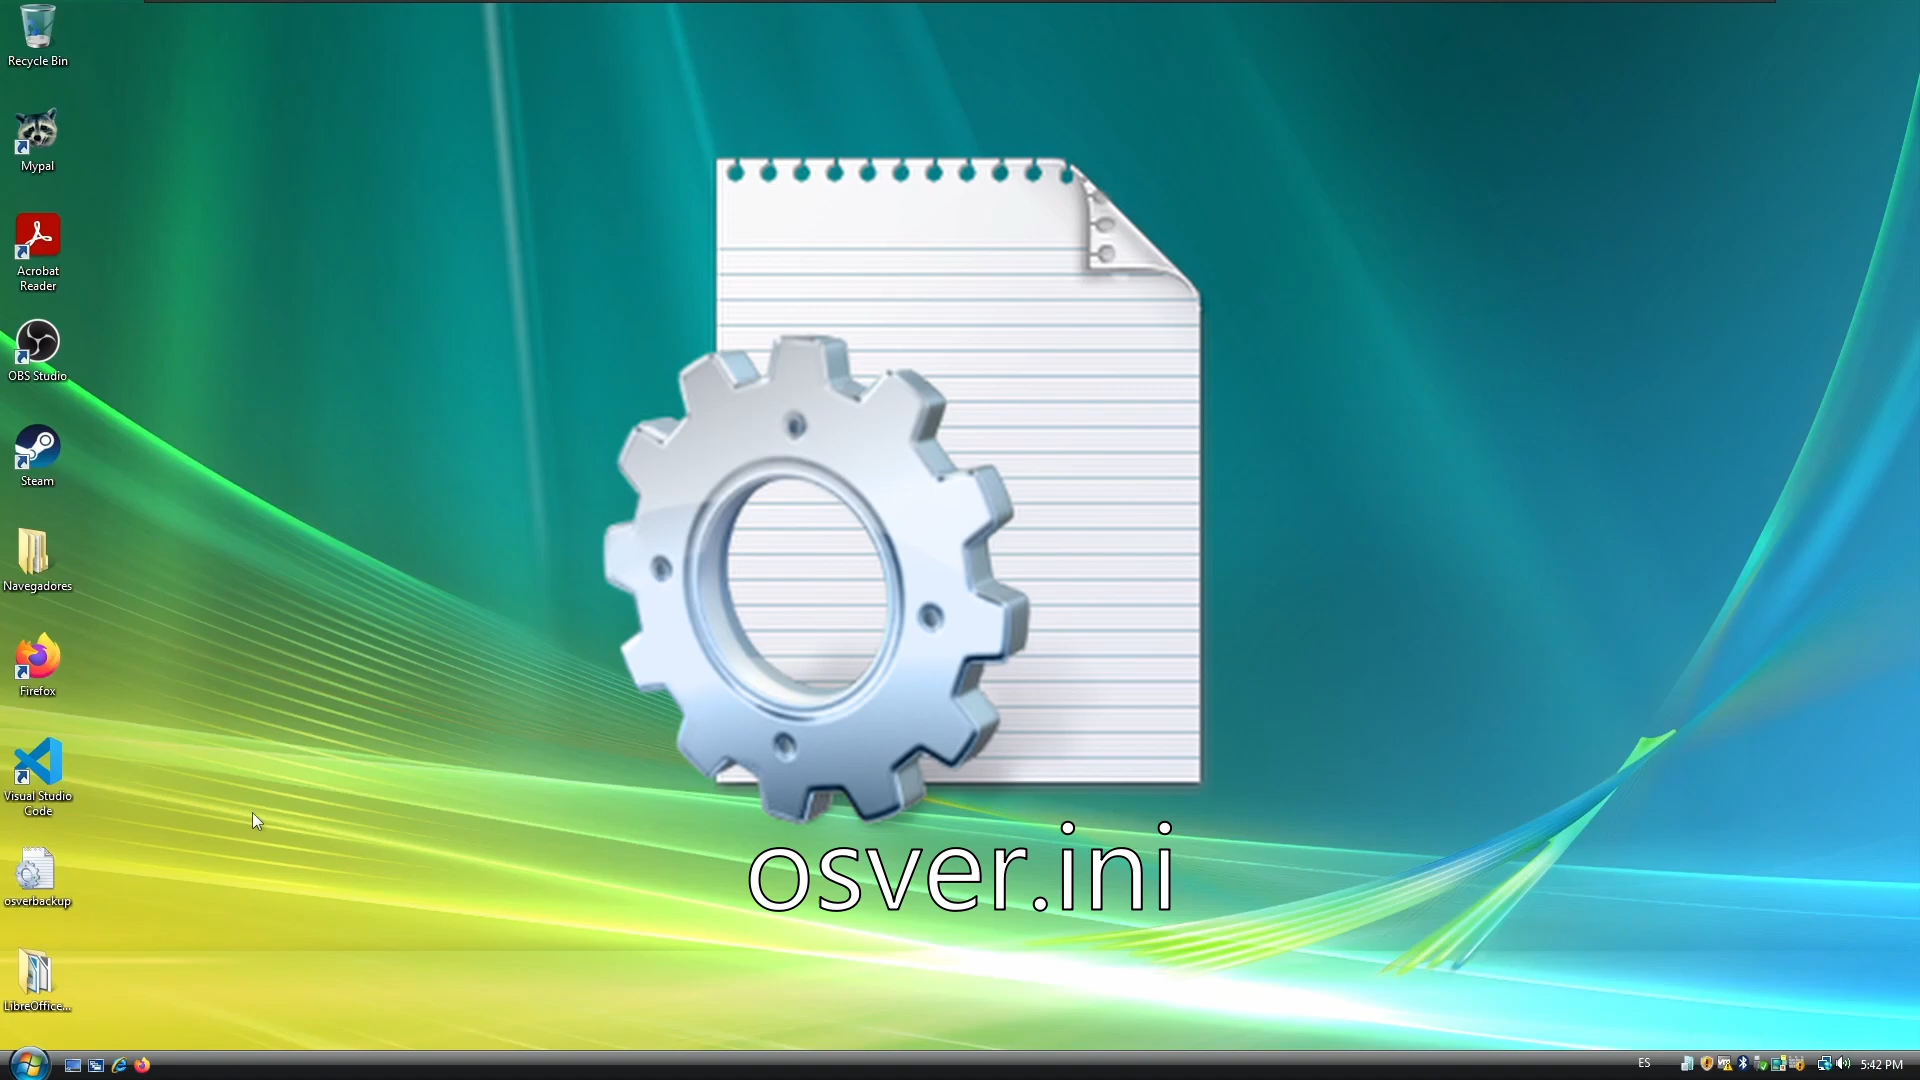 Recycle Bin
Mypal
Acrobat
Reader
OBS Studio
Steam
Navegadores
Firefox
Visual Studio
Code
osverbackup
LibreOffice...
osver.ini
ES
5:42 PM